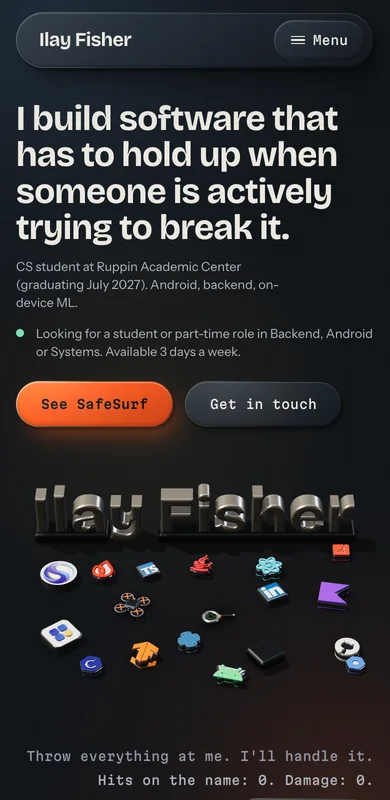 Ilay Fisher
Menu
I build software that
has to hold up when
someone is actively
trying to break it.
CS student at Ruppin Academic Center
(graduating July 2027). Android, backend, on-
device ML.
Looking for a student or part-time role in Backend, Android
or Systems. Available 3 days a week.
See SafeSurf
Get in touch
Ilay Fisher
TS
in
C
Throw everything at me. I'll handle it.
Hits on the name: 0. Damage: 0.